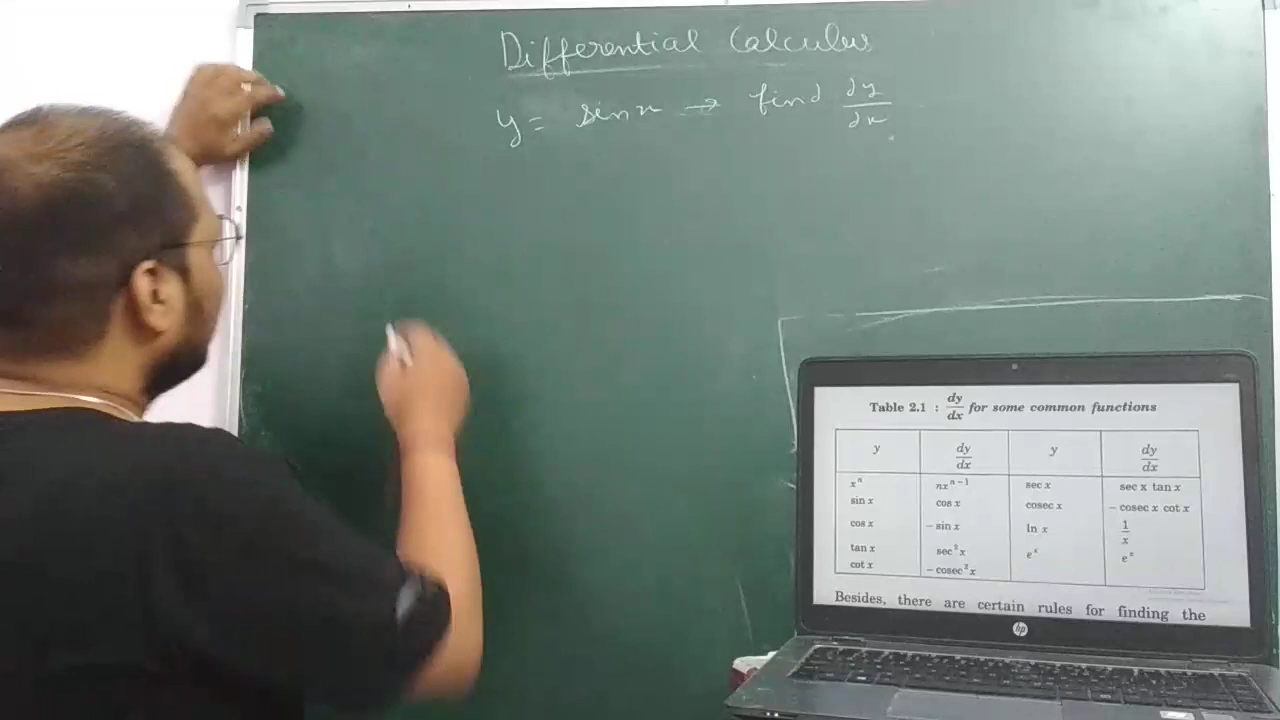 Differential Calculus
y = sin x → find dy/dx
Table 2.1 : dy/dx for some common functions
y dy/dx y dy/dx
xⁿ nxⁿ⁻¹ sec x sec x tan x
sin x cos x cosec x – cosec x cot x
cos x – sin x ln x 1/x
tan x sec² x eˣ eˣ
cot x – cosec² x
Besides, there are certain rules for finding the
hp